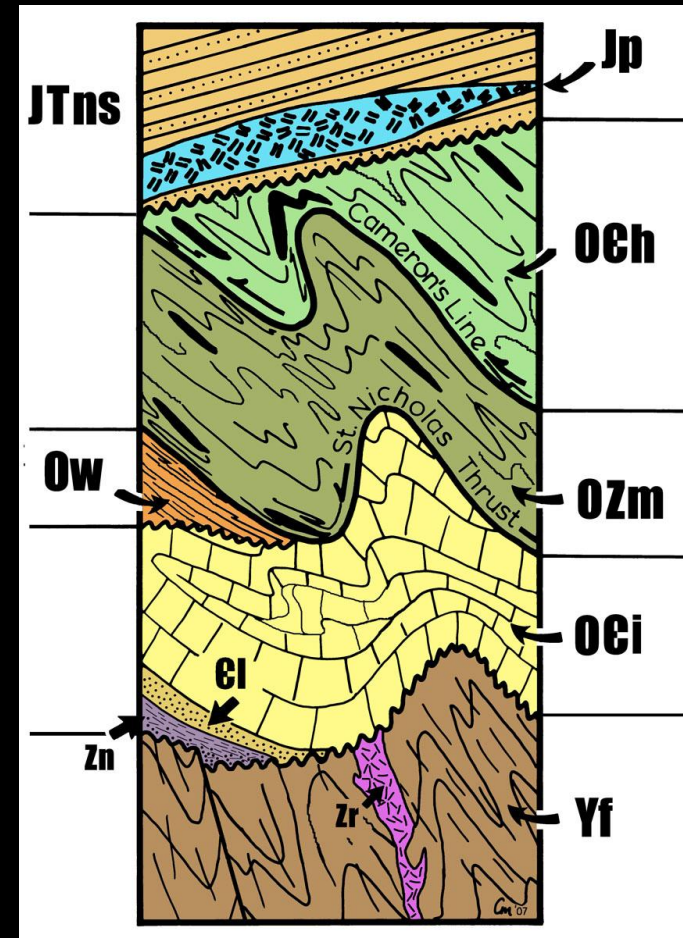 Jp
JTns
Cameron's Line
OЄh
St. Nicholas Thrust
Ow
OZm
OЄi
Єl
Zn
Zr
Yf
CM '07